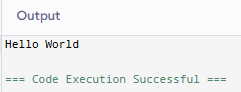 Output
Hello World
=== Code Execution Successful ===